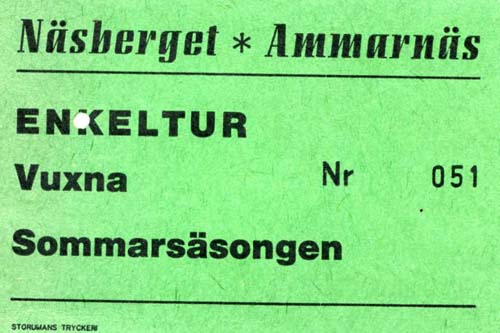 Näsberget * Ammarnäs
ENKELTUR
Vuxna Nr 051
Sommarsäsongen
STORUMANS TRYCKERI